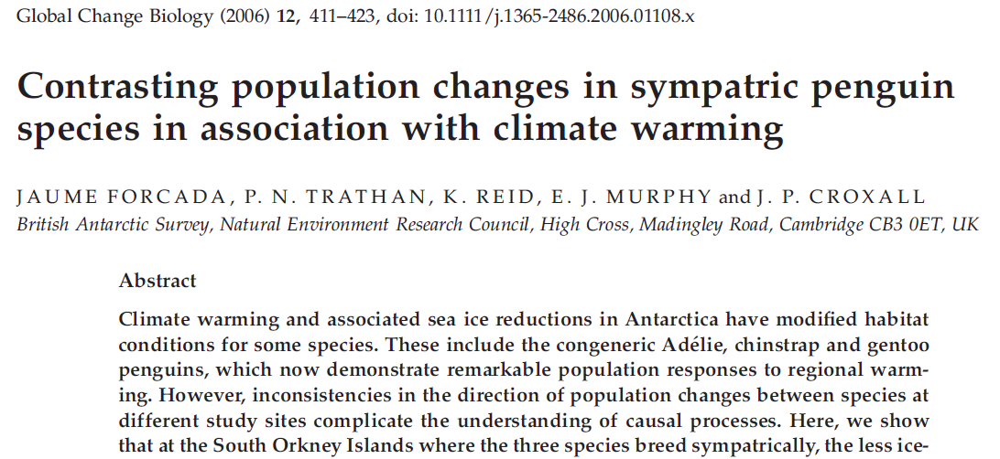 Global Change Biology (2006) 12, 411–423, doi: 10.1111/j.1365-2486.2006.01108.x
Contrasting population changes in sympatric penguin
species in association with climate warming
JAUME FORCADA, P. N. TRATHAN, K. REID, E. J. MURPHY and J. P. CROXALL
British Antarctic Survey, Natural Environment Research Council, High Cross, Madingley Road, Cambridge CB3 0ET, UK
Abstract
Climate warming and associated sea ice reductions in Antarctica have modified habitat
conditions for some species. These include the congeneric Adélie, chinstrap and gentoo
penguins, which now demonstrate remarkable population responses to regional warm-
ing. However, inconsistencies in the direction of population changes between species at
different study sites complicate the understanding of causal processes. Here, we show
that at the South Orkney Islands where the three species breed sympatrically, the less ice-